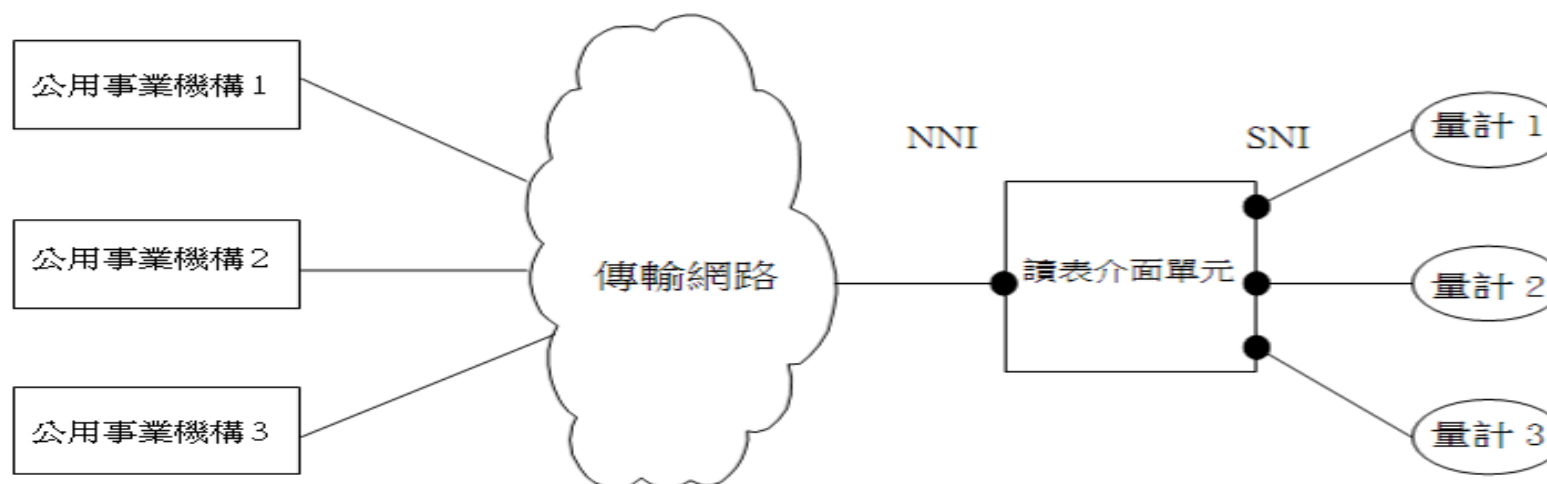 公用事業機構1
公用事業機構2
公用事業機構3
傳輸網路
NNI
讀表介面單元
SNI
量計 1
量計 2
量計 3